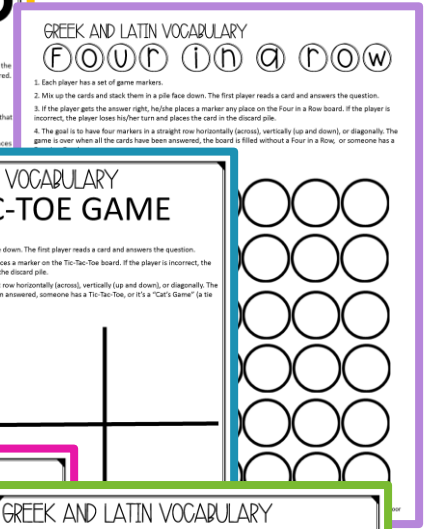 GREEK AND LATIN VOCABULARY
Four in a row
1. Each player has a set of game markers.
2. Mix up the cards and stack them in a pile face down. The first player reads a card and answers the question.
3. If the player gets the answer right, he/she places a marker any place on the Four in a Row board. If the player is
incorrect, the player loses his/her turn and places the card in the discard pile.
4. The goal is to have four markers in a straight row horizontally (across), vertically (up and down), or diagonally. The
game is over when all the cards have been answered, the board is filled without a Four in a Row, or someone has a
the
red.
that
VOCABULARY
C-TOE GAME
down. The first player reads a card and answers the question.
ces a marker on the Tic-Tac-Toe board. If the player is incorrect, the
he discard pile.
row horizontally (across), vertically (up and down), or diagonally. The
n answered, someone has a Tic-Tac-Toe, or it's a "Cat's Game" (a tie
GREEK AND LATIN VOCABULARY